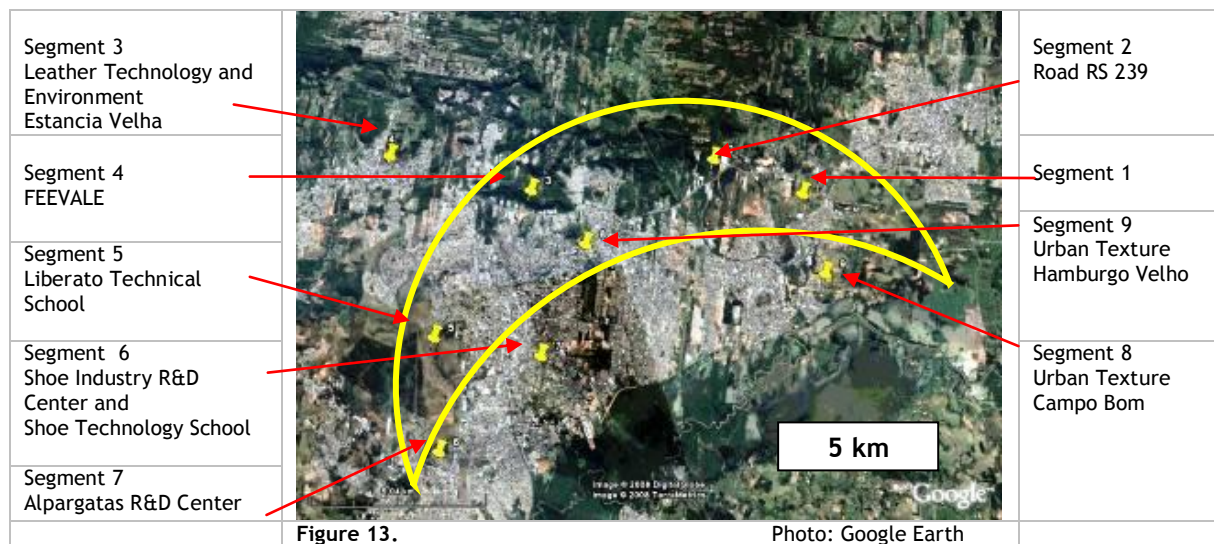 Segment 3
Leather Technology and
Environment
Estancia Velha
Segment 4
FEEVALE
Segment 5
Liberato Technical
School
Segment 6
Shoe Industry R&D
Center and
Shoe Technology School
Segment 7
Alpargatas R&D Center
4
3
5
5 km
Image © 2008 DigitalGlobe
Image © 2008 TerraMetrics
Google
Segment 2
Road RS 239
Segment 1
Segment 9
Urban Texture
Hamburgo Velho
Segment 8
Urban Texture
Campo Bom
Figure 13.
Photo: Google Earth